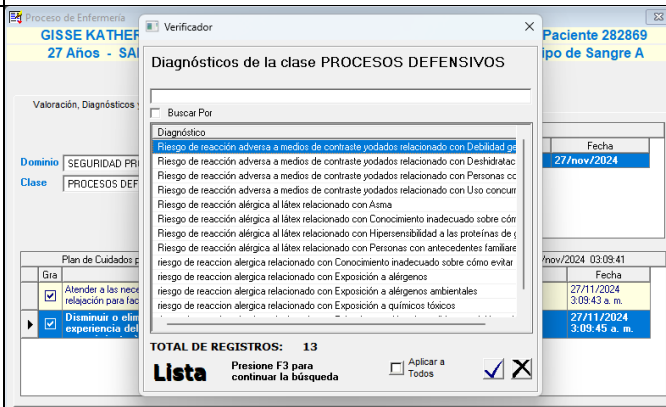 Proceso de Enfermería
GISSE KATHER
Paciente 282869
27 Años - SA
ipo de Sangre A
Valoración, Diagnósticos
Dominio SEGURIDAD PR
Clase PROCESOS DEF
Fecha
27/nov/2024
Plan de Cuidados p
/nov/2024 03:09:41
Gra
Fecha
Atender a las nece
relajación para fac
27/11/2024
3:09:43 a. m.
Disminuir o elim
experiencia del
27/11/2024
3:09:45 a. m.
Verificador
Diagnósticos de la clase PROCESOS DEFENSIVOS
Buscar Por
Diagnóstico
Riesgo de reacción adversa a medios de contraste yodados relacionado con Debilidad ge
Riesgo de reacción adversa a medios de contraste yodados relacionado con Deshidratac
Riesgo de reacción adversa a medios de contraste yodados relacionado con Personas co
Riesgo de reacción adversa a medios de contraste yodados relacionado con Uso concurr
Riesgo de reacción alérgica al látex relacionado con Asma
Riesgo de reacción alérgica al látex relacionado con Conocimiento inadecuado sobre cóm
Riesgo de reacción alérgica al látex relacionado con Hipersensibilidad a las proteínas de
Riesgo de reacción alérgica al látex relacionado con Personas con antecedentes familiare
riesgo de reaccion alergica relacionado con Conocimiento inadecuado sobre cómo evitar
riesgo de reaccion alergica relacionado con Exposición a alérgenos
riesgo de reaccion alergica relacionado con Exposición a alérgenos ambientales
riesgo de reaccion alergica relacionado con Exposición a químicos tóxicos
TOTAL DE REGISTROS: 13
Lista
Presione F3 para
continuar la búsqueda
Aplicar a
Todos